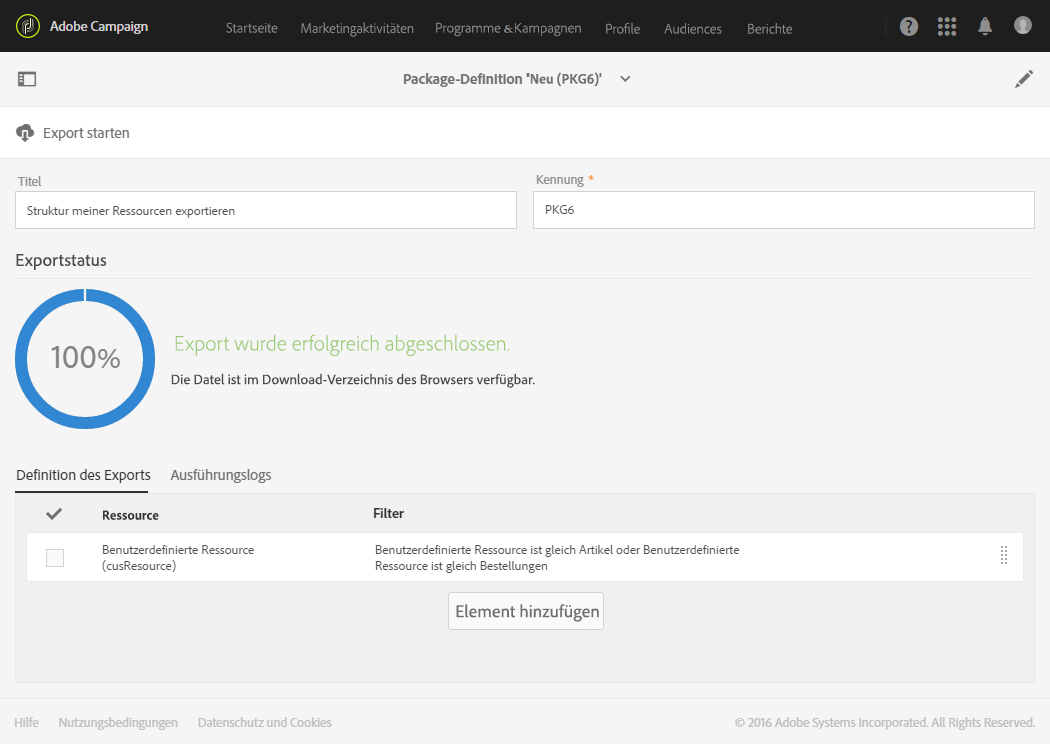 Adobe Campaign
Startseite Marketingaktivitäten Programme &Kampagnen Profile Audiences Berichte
Package-Definition 'Neu (PKG6)'
Export starten
Titel
Kennung *
Struktur meiner Ressourcen exportieren
PKG6
Exportstatus
100%
Export wurde erfolgreich abgeschlossen.
Die Datel ist im Download-Verzeichnis des Browsers verfügbar.
Definition des Exports Ausführungslogs
Ressource Filter
Benutzerdefinierte Ressource
(cusResource)
Benutzerdefinierte Ressource ist gleich Artikel oder Benutzerdefinierte
Ressource ist gleich Bestellungen
Element hinzufügen
Hilfe Nutzungsbedingungen Datenschutz und Cookies
© 2016 Adobe Systems Incorporated. All Rights Reserved.